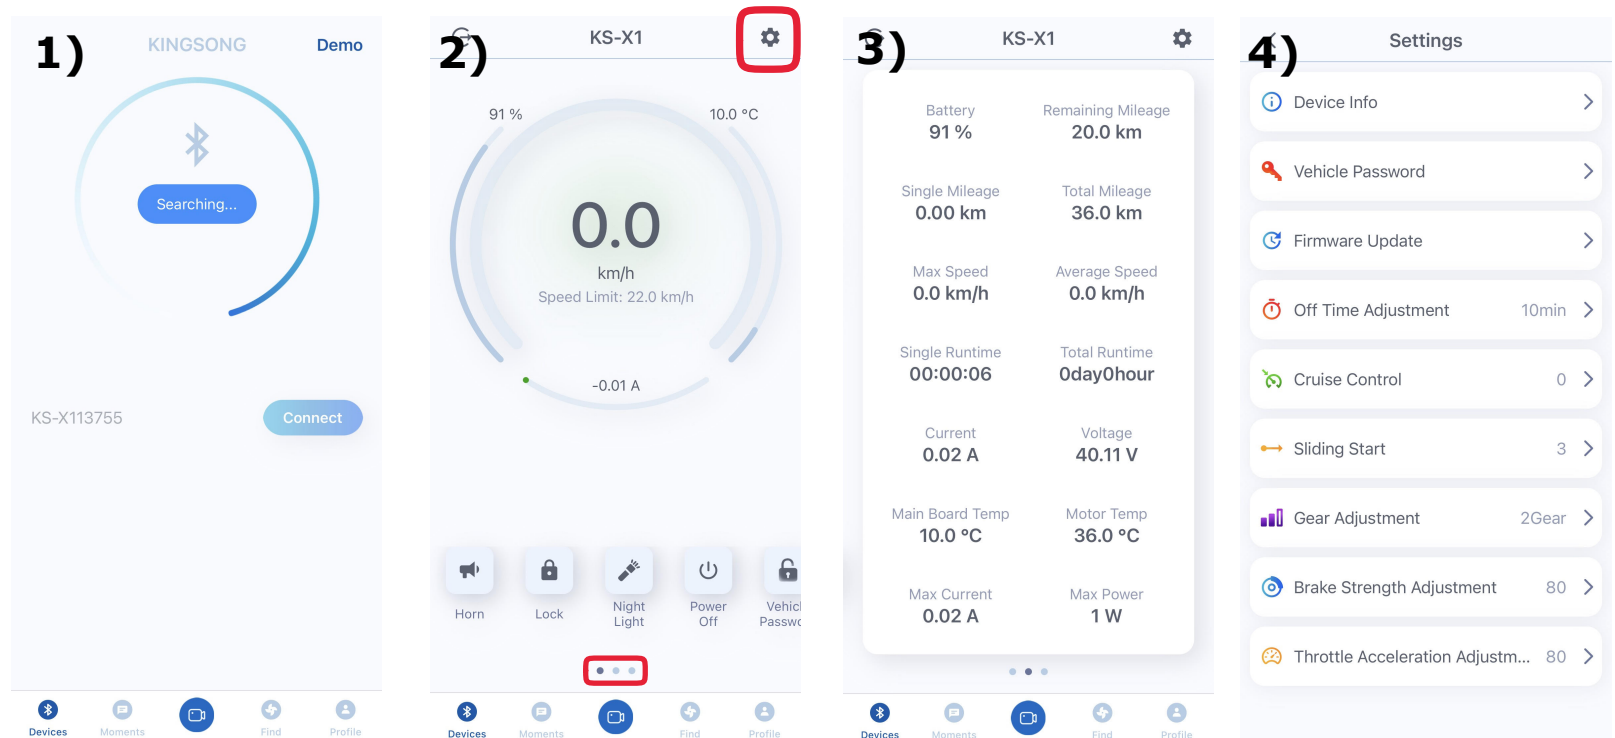 1)
KINGSONG
Demo
Searching...
KS-X113755
Connect
Devices
Moments
Find
Profile
2)
KS-X1
91 %
10.0 °C
0.0
km/h
Speed Limit: 22.0 km/h
-0.01 A
Horn
Lock
Night
Light
Power
Off
Devices
Moments
Find
Profile
3)
KS-X1
Battery
Remaining Mileage
91 %
20.0 km
Single Mileage
Total Mileage
0.00 km
36.0 km
Max Speed
Average Speed
0.0 km/h
0.0 km/h
Single Runtime
Total Runtime
00:00:06
0day0hour
Current
Voltage
0.02 A
40.11 V
Main Board Temp
Motor Temp
10.0 °C
36.0 °C
Max Current
Max Power
0.02 A
1 W
Devices
Moments
Find
Profile
4)
Settings
Device Info
Vehicle Password
Firmware Update
Off Time Adjustment 10min
Cruise Control 0
Sliding Start 3
Gear Adjustment 2Gear
Brake Strength Adjustment 80
Throttle Acceleration Adjustm... 80